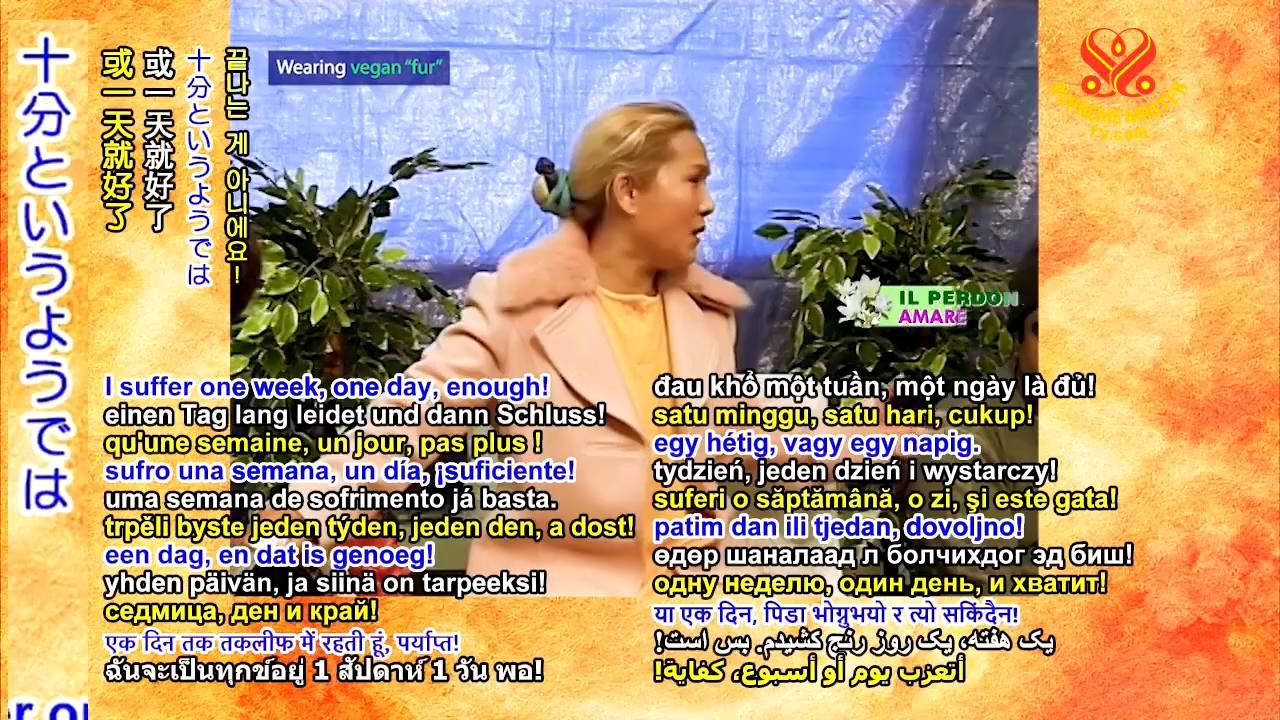 十分というようでは
或一天就好了
或一天就好了
十分というようでは
끝나는 게 아니에요!
Wearing vegan “fur”
SUPREME MASTER
TV.COM
IL PERDON
AMARE
I suffer one week, one day, enough!
einen Tag lang leidet und dann Schluss!
qu'une semaine, un jour, pas plus !
sufro una semana, un día, ¡suficiente!
uma semana de sofrimento já basta.
trpěli byste jeden týden, jeden den, a dost!
een dag, en dat is genoeg!
yhden päivän, ja siinä on tarpeeksi!
седмица, ден и край!
एक दिन तक तकलीफ में रहती हूं, पर्याप्त!
ฉันจะเป็นทุกข์อยู่ 1 สัปดาห์ 1 วัน พอ!
đau khổ một tuần, một ngày là đủ!
satu minggu, satu hari, cukup!
egy hétig, vagy egy napig.
tydzień, jeden dzień i wystarczy!
suferi o săptămână, o zi, şi este gata!
patim dan ili tjedan, dovoljno!
өдөр шаналаад л болчихдог эд биш!
одну неделю, один день, и хватит!
या एक दिन, पिडा भोग्नुभयो र त्यो सकिंदैन!
یک هفته، یک روز رنج کشیدم. بس است!
أتعزب يوم أو أسبوع، كفاية!